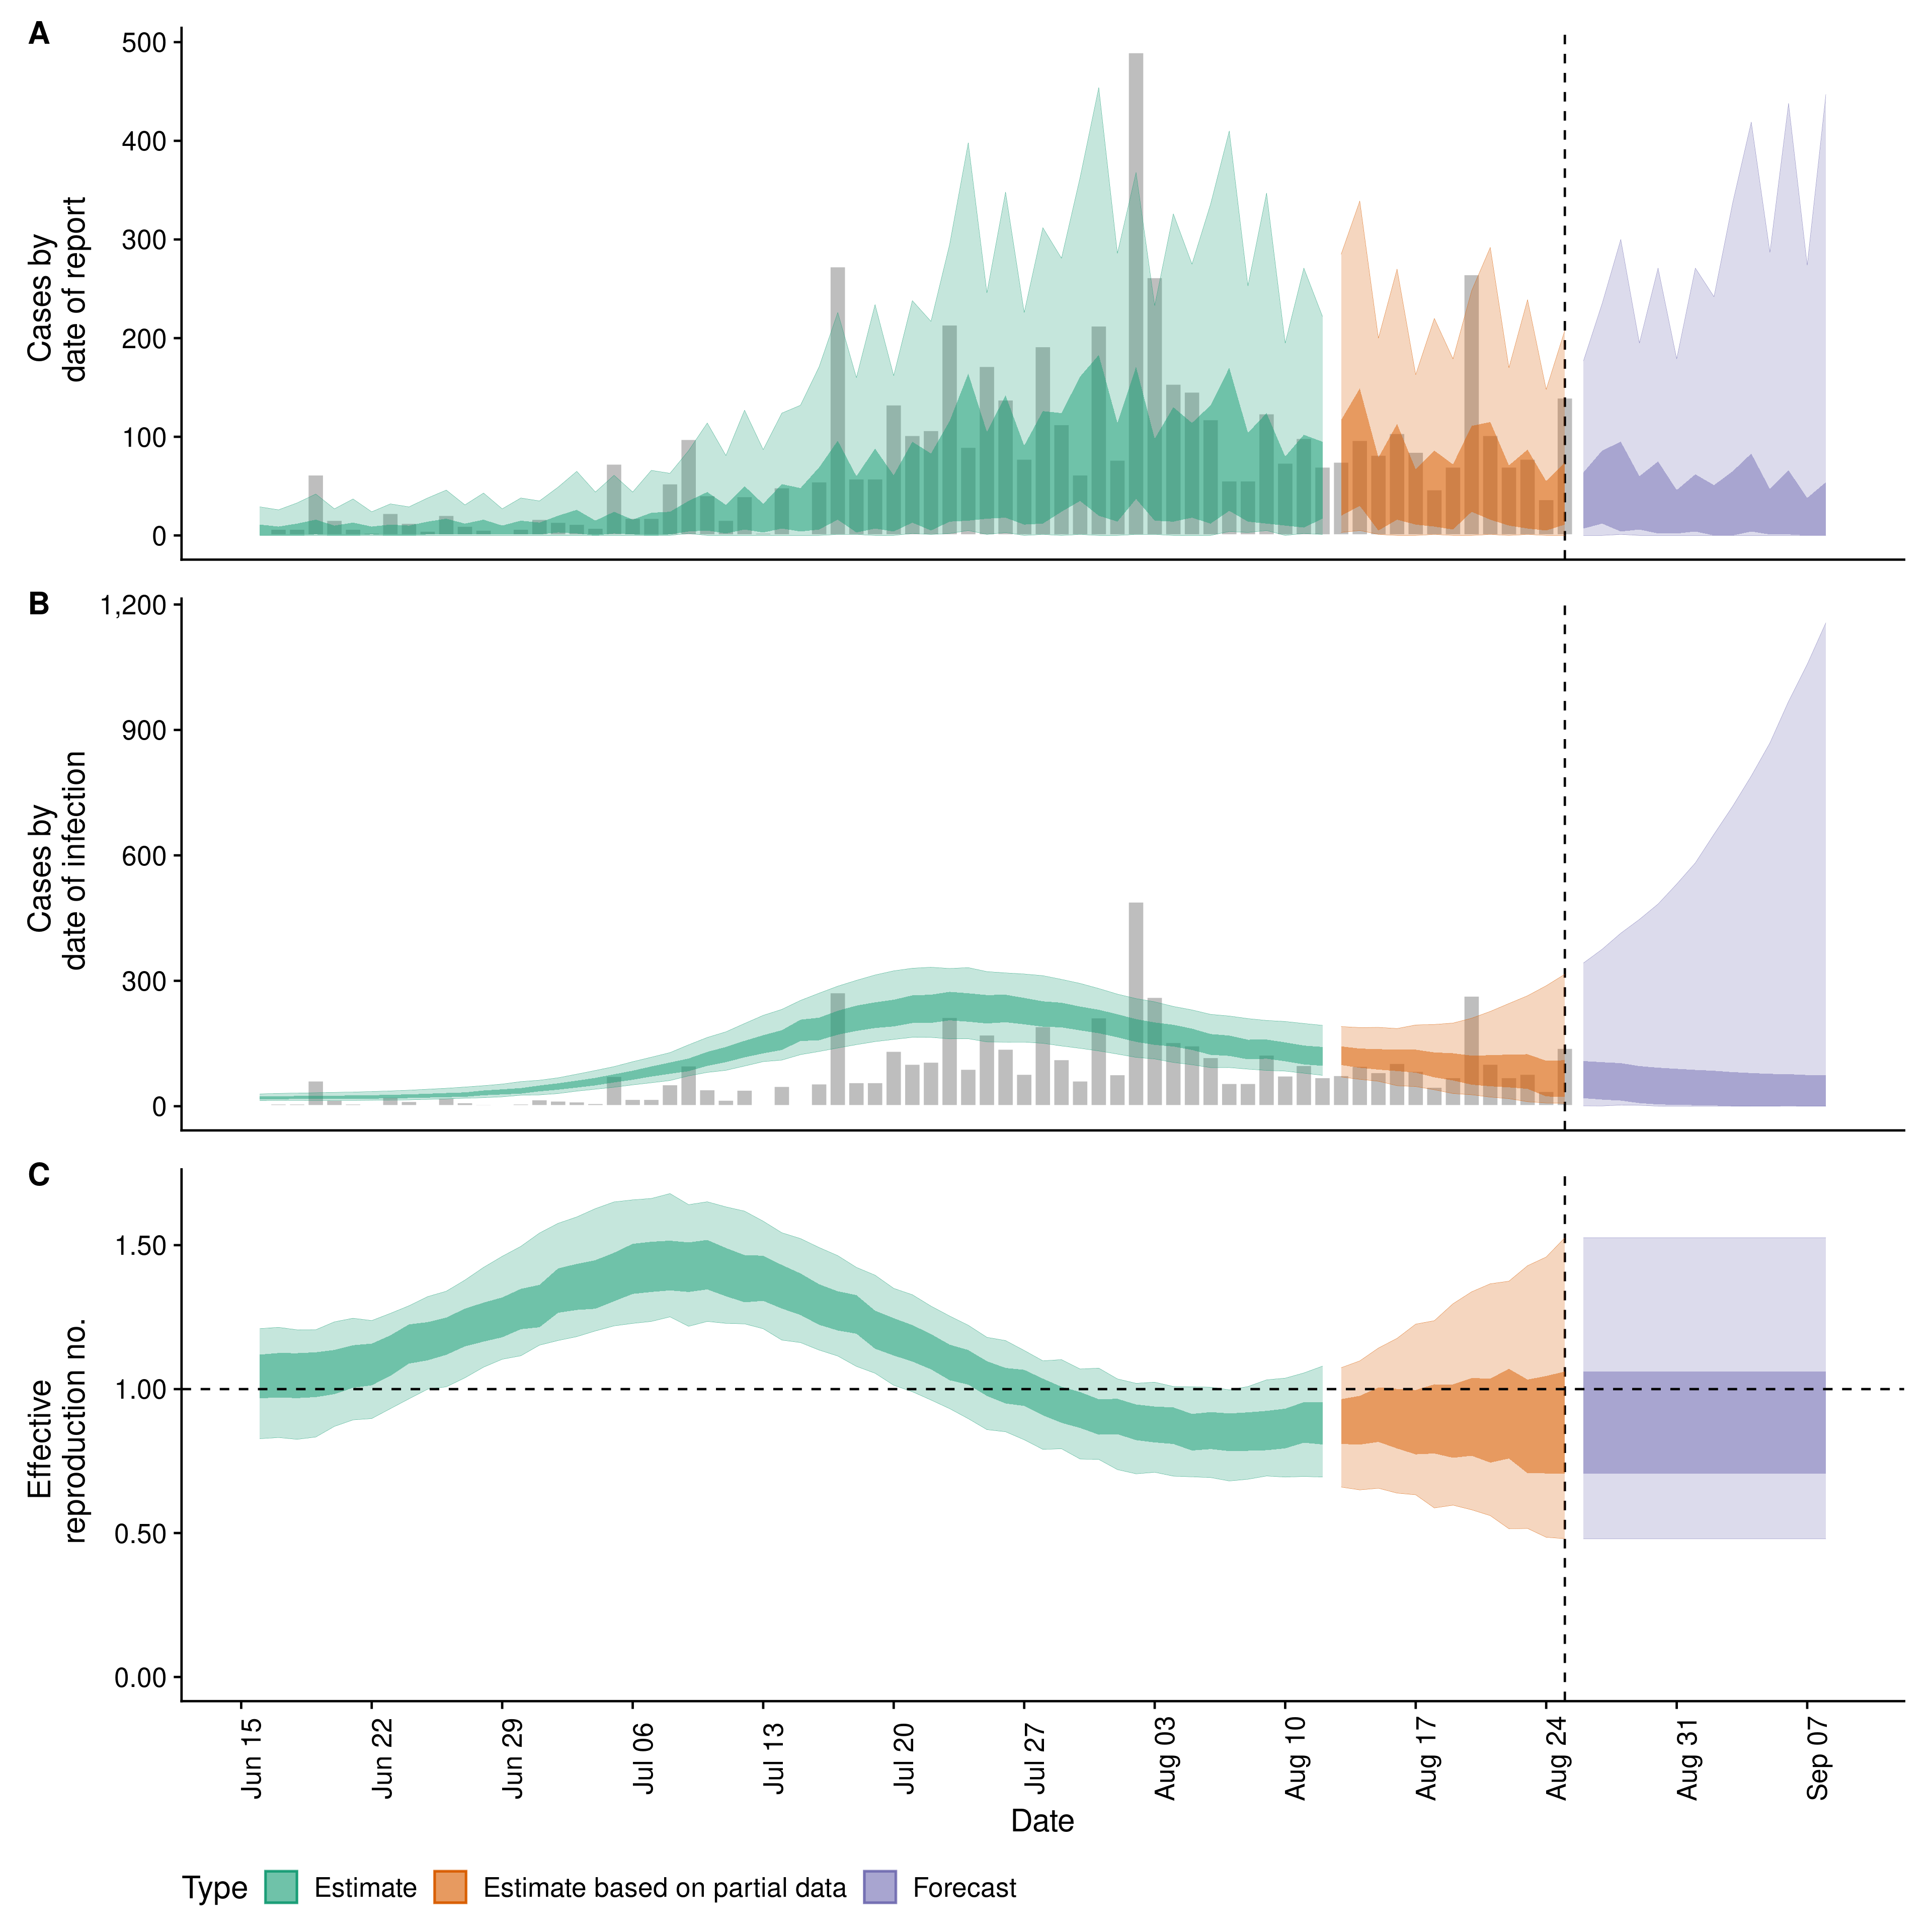 A
500
400
300
200
100
0
Cases by
date of report
B
1,200
900
600
300
0
Cases by
date of infection
C
1.50
1.00
0.50
0.00
Effective
reproduction no.
Jun 15
Jun 22
Jun 29
Jul 06
Jul 13
Jul 20
Jul 27
Aug 03
Aug 10
Aug 17
Aug 24
Aug 31
Sep 07
Date
Type Estimate Estimate based on partial data Forecast